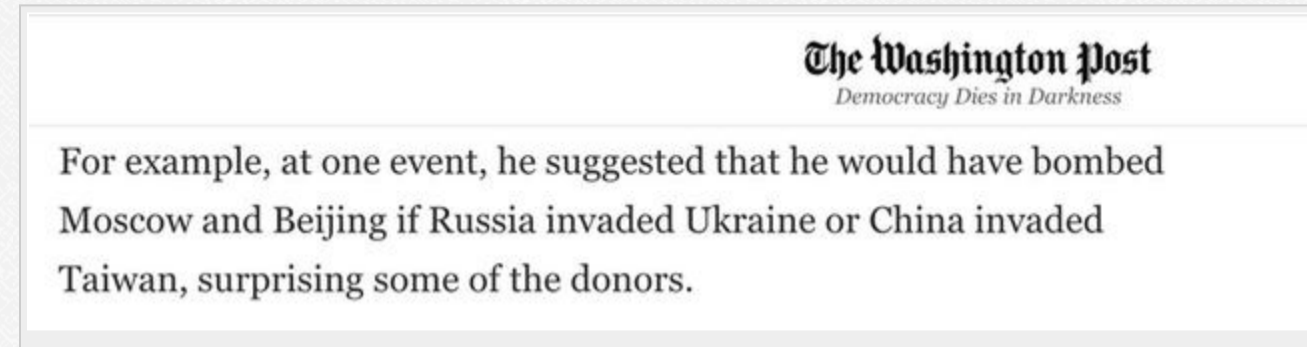 The Washington Post
Democracy Dies in Darkness
For example, at one event, he suggested that he would have bombed
Moscow and Beijing if Russia invaded Ukraine or China invaded
Taiwan, surprising some of the donors.